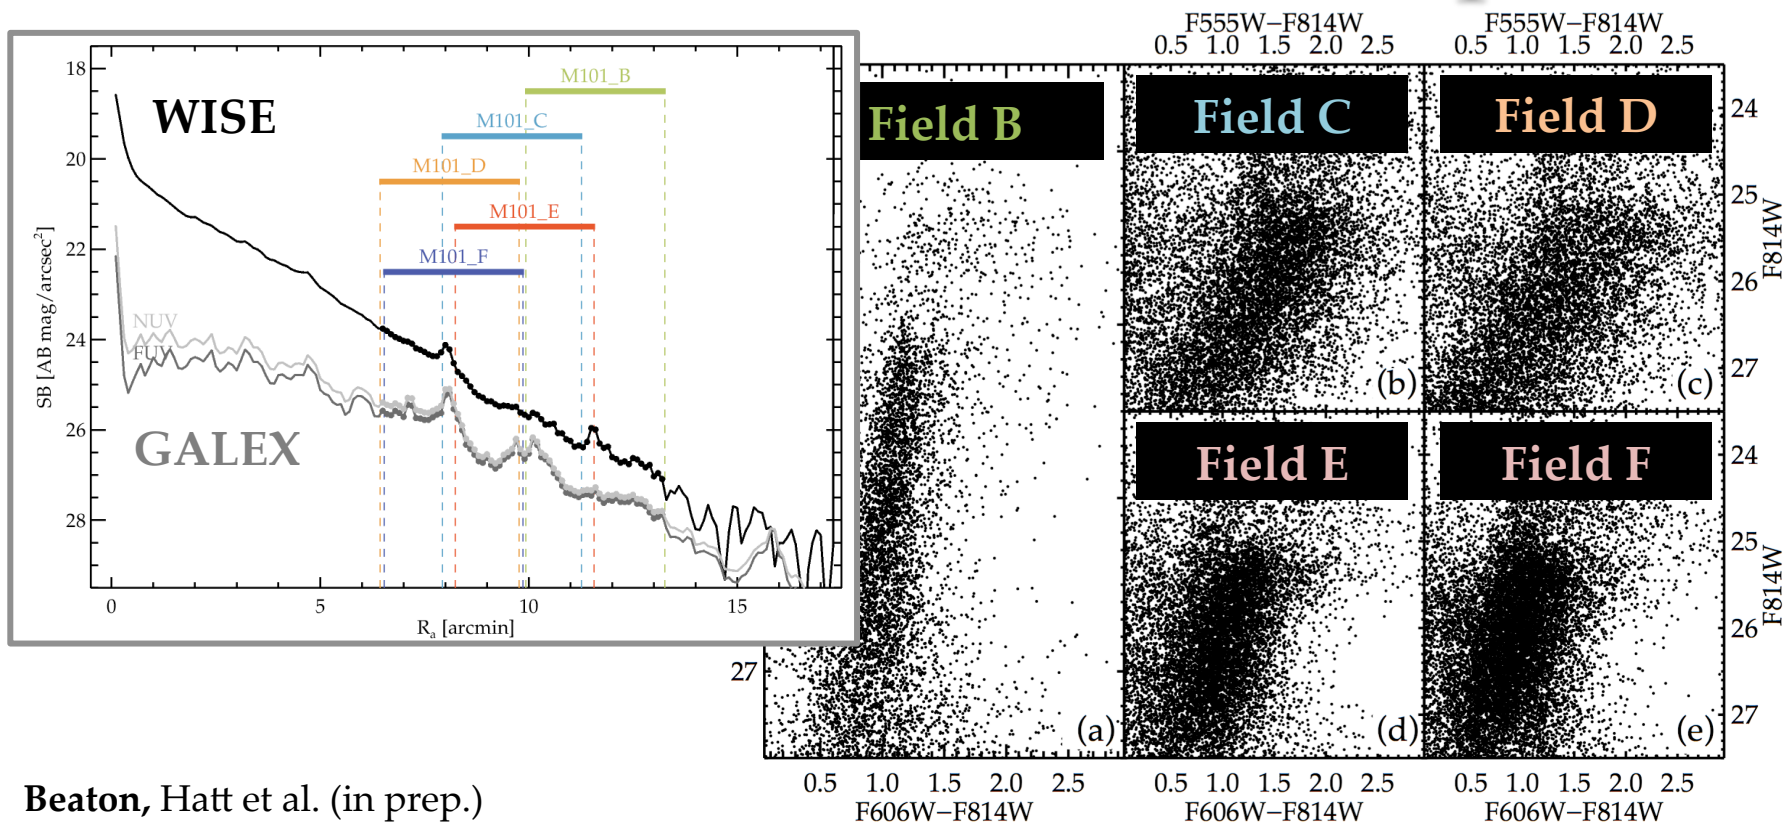 WISE
GALEX
NUV
FUV
M101_B
M101_C
M101_D
M101_E
M101_F
18
20
22
24
26
28
SB [AB mag/arcsec²]
0 5 10 15
Rₐ [arcmin]
F555W−F814W
0.5 1.0 1.5 2.0 2.5
F555W−F814W
0.5 1.0 1.5 2.0 2.5
Field B
Field C
Field D
24
25
26
27
F814W
(b)
(c)
Field E
Field F
24
25
26
27
F814W
27
(a)
(d)
(e)
0.5 1.0 1.5 2.0 2.5
F606W−F814W
0.5 1.0 1.5 2.0 2.5
F606W−F814W
0.5 1.0 1.5 2.0 2.5
F606W−F814W
Beaton, Hatt et al. (in prep.)